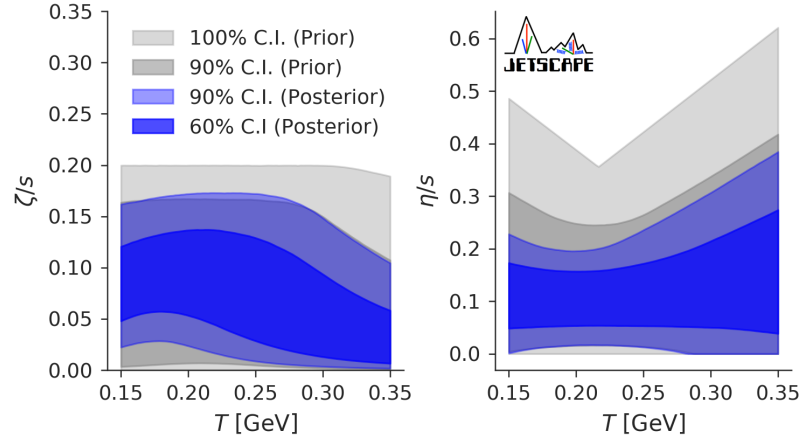 0.35
0.30
0.25
0.20
0.15
0.10
0.05
0.00
ζ/s
100% C.I. (Prior)
90% C.I. (Prior)
90% C.I. (Posterior)
60% C.I (Posterior)
0.15 0.20 0.25 0.30 0.35
T [GeV]
JETSCAPE
0.6
0.5
0.4
0.3
0.2
0.1
0.0
η/s
0.15 0.20 0.25 0.30 0.35
T [GeV]